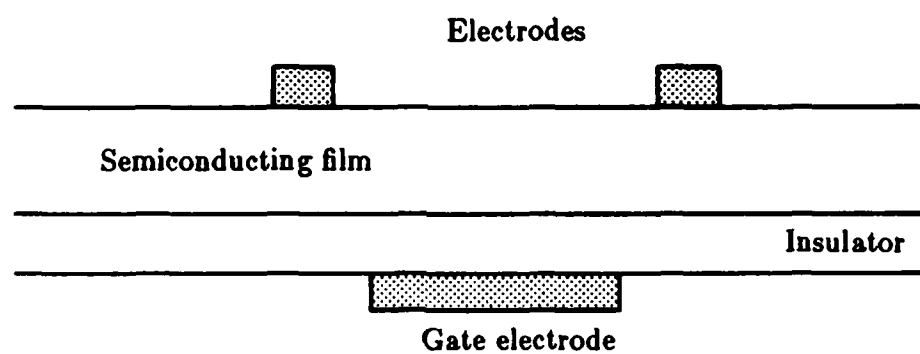 Electrodes
Semiconducting film
Insulator
Gate electrode